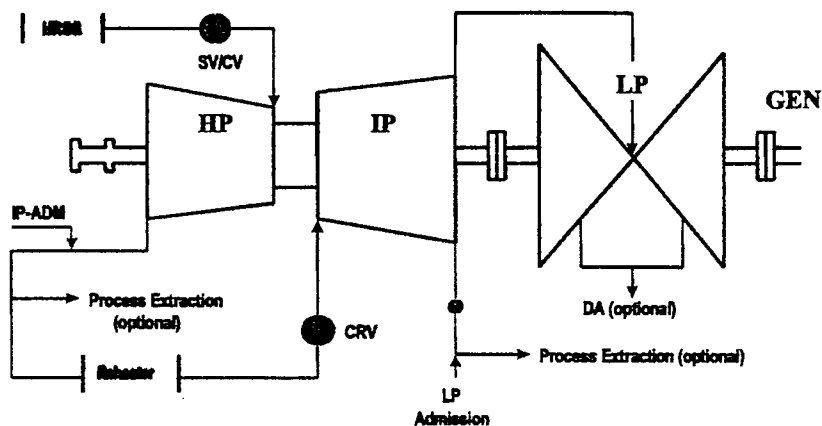 HRSG
SV/CV
LP
GEN
HP
IP
IP-ADM
Process Extraction
(optional)
DA (optional)
CRV
Reheater
Process Extraction (optional)
LP
Admission